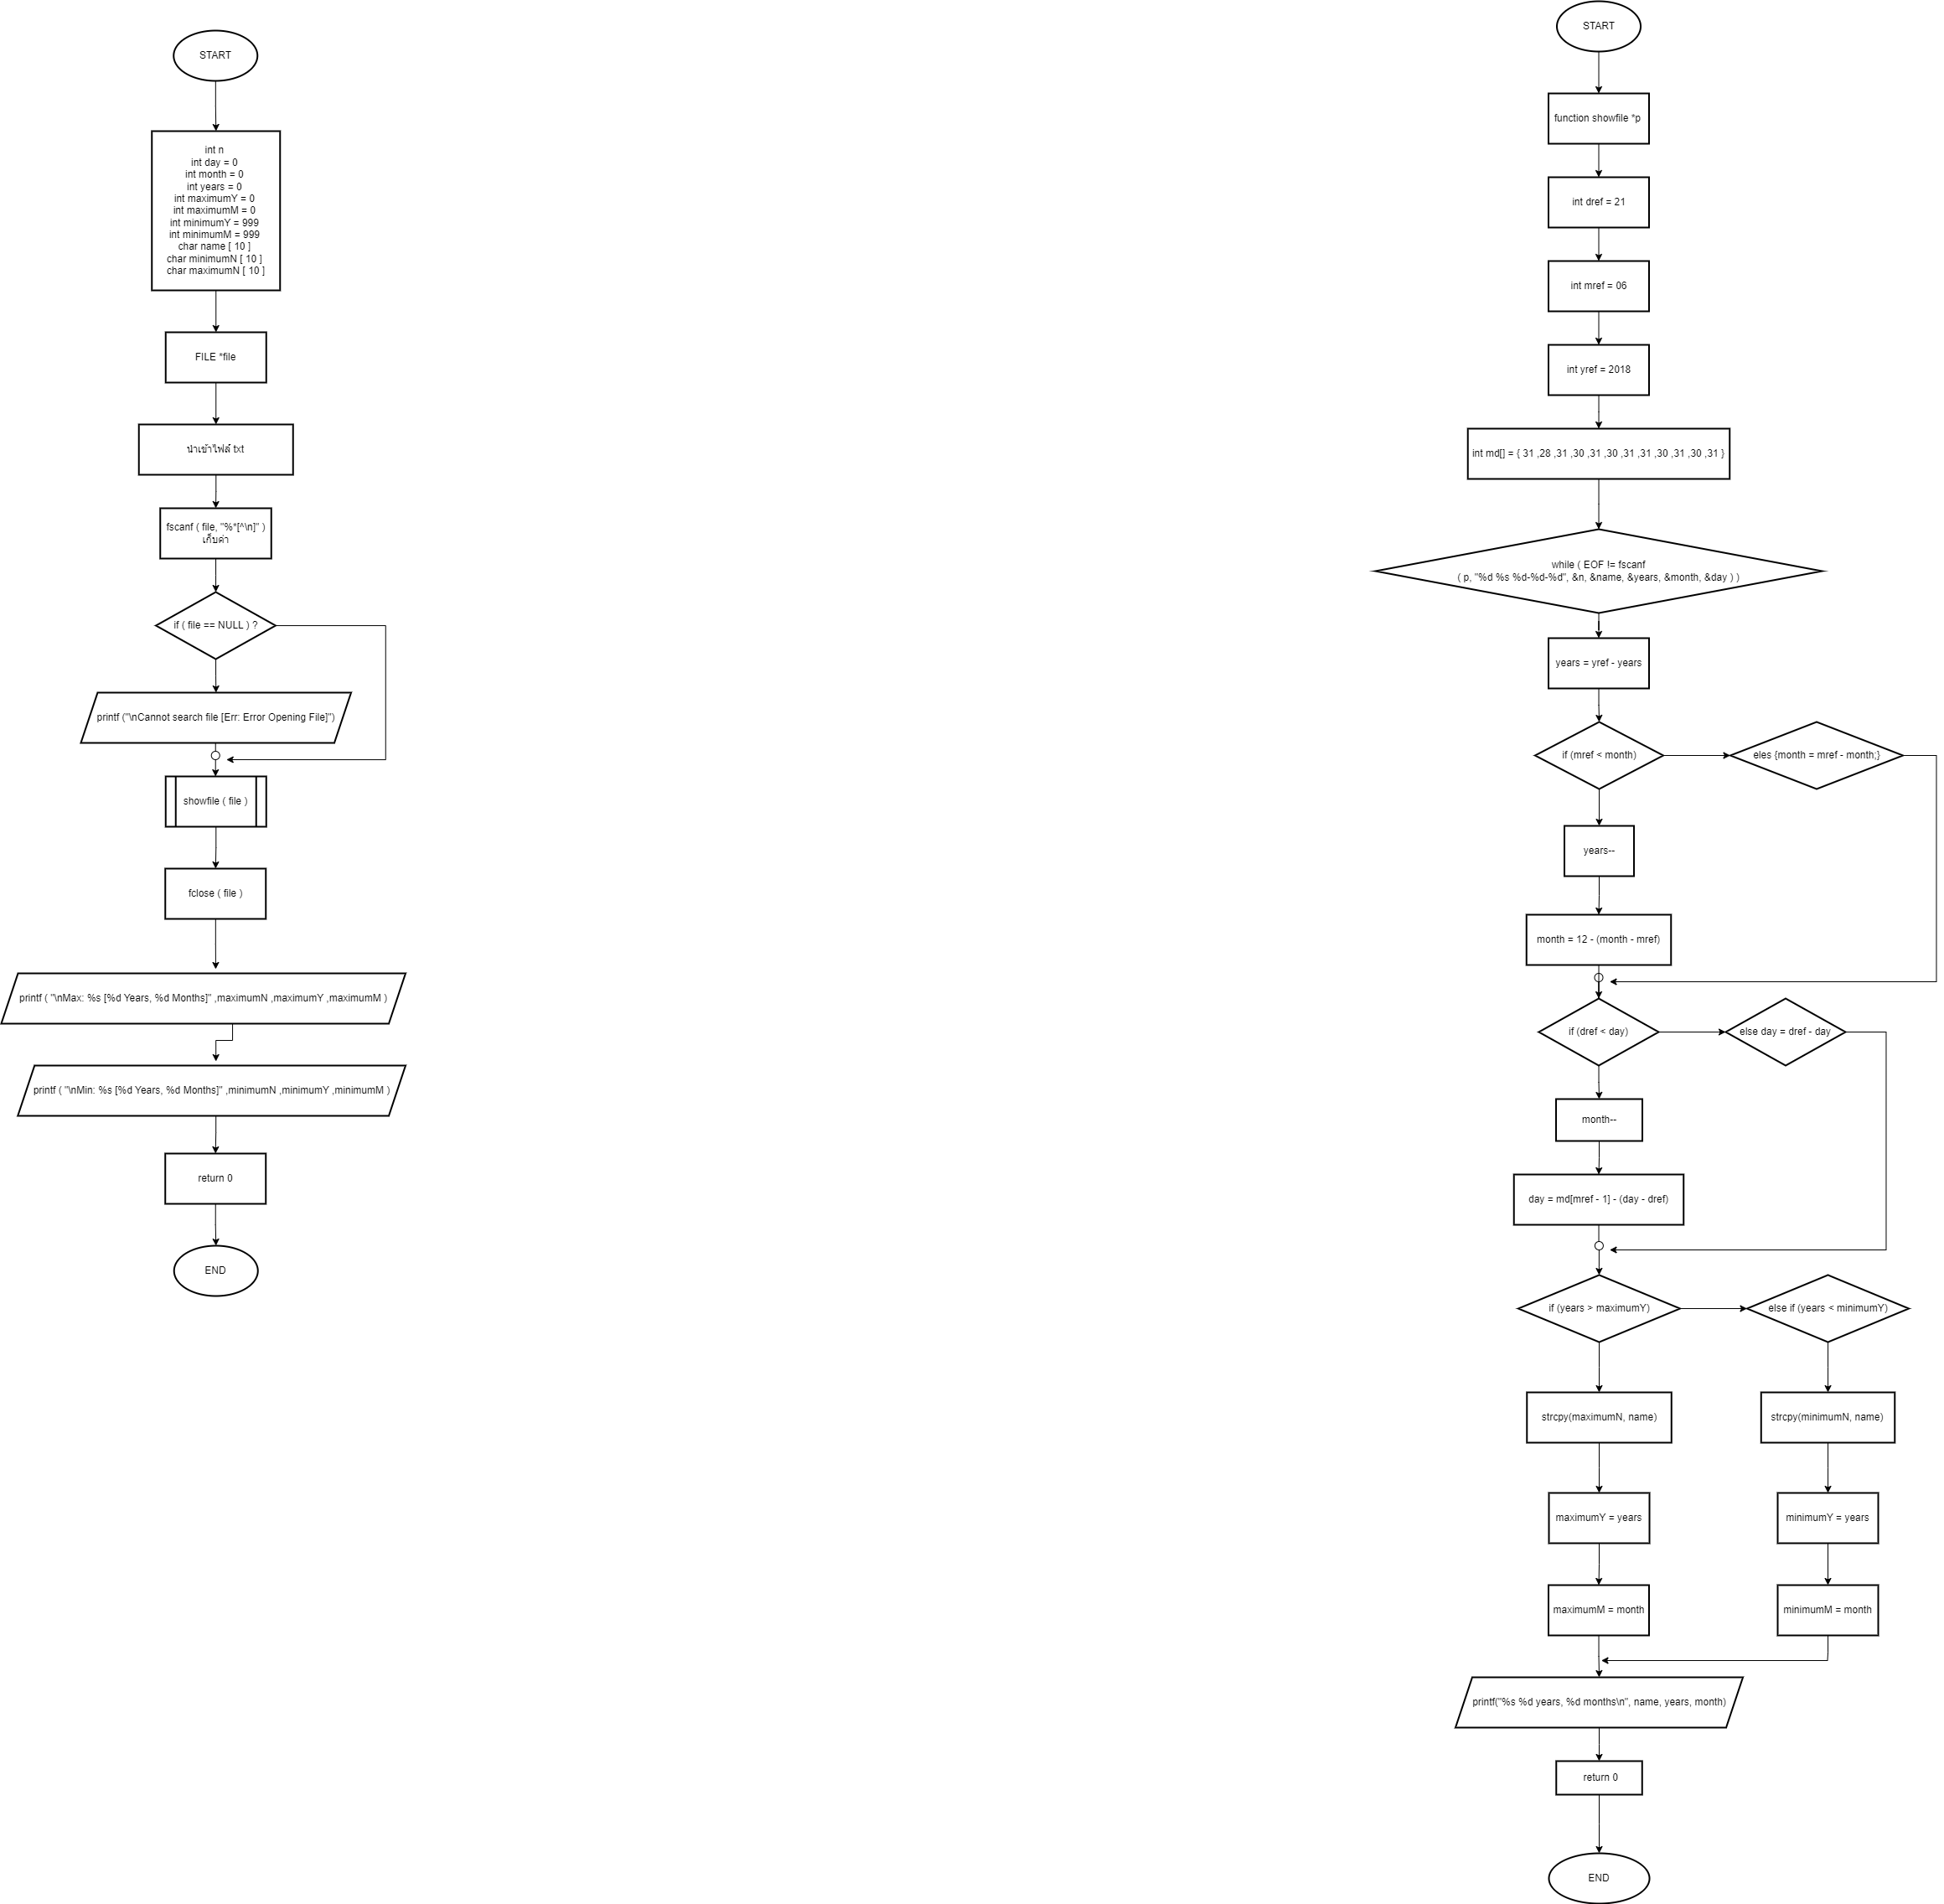 START
int n
int day = 0
int month = 0
int years = 0
int maximumY = 0
int maximumM = 0
int minimumY = 999
int minimumM = 999
char name [ 10 ]
char minimumN [ 10 ]
char maximumN [ 10 ]
FILE *file
นำเข้าไฟล์ txt
fscanf ( file, "%*[^\n]" )
เก็บค่า
if ( file == NULL ) ?
printf ("\nCannot search file [Err: Error Opening File]")
showfile ( file )
fclose ( file )
printf ( "\nMax: %s [%d Years, %d Months]" ,maximumN ,maximumY ,maximumM )
printf ( "\nMin: %s [%d Years, %d Months]" ,minimumN ,minimumY ,minimumM )
return 0
END
START
function showfile *p
int dref = 21
int mref = 06
int yref = 2018
int md[] = { 31 ,28 ,31 ,30 ,31 ,30 ,31 ,31 ,30 ,31 ,30 ,31 }
while ( EOF != fscanf
( p, "%d %s %d-%d-%d", &n, &name, &years, &month, &day ) )
years = yref - years
if (mref < month)
eles {month = mref - month;}
years--
month = 12 - (month - mref)
if (dref < day)
else day = dref - day
month--
day = md[mref - 1] - (day - dref)
if (years > maximumY)
else if (years < minimumY)
strcpy(maximumN, name)
strcpy(minimumN, name)
maximumY = years
minimumY = years
maximumM = month
minimumM = month
printf("%s %d years, %d months\n", name, years, month)
return 0
END